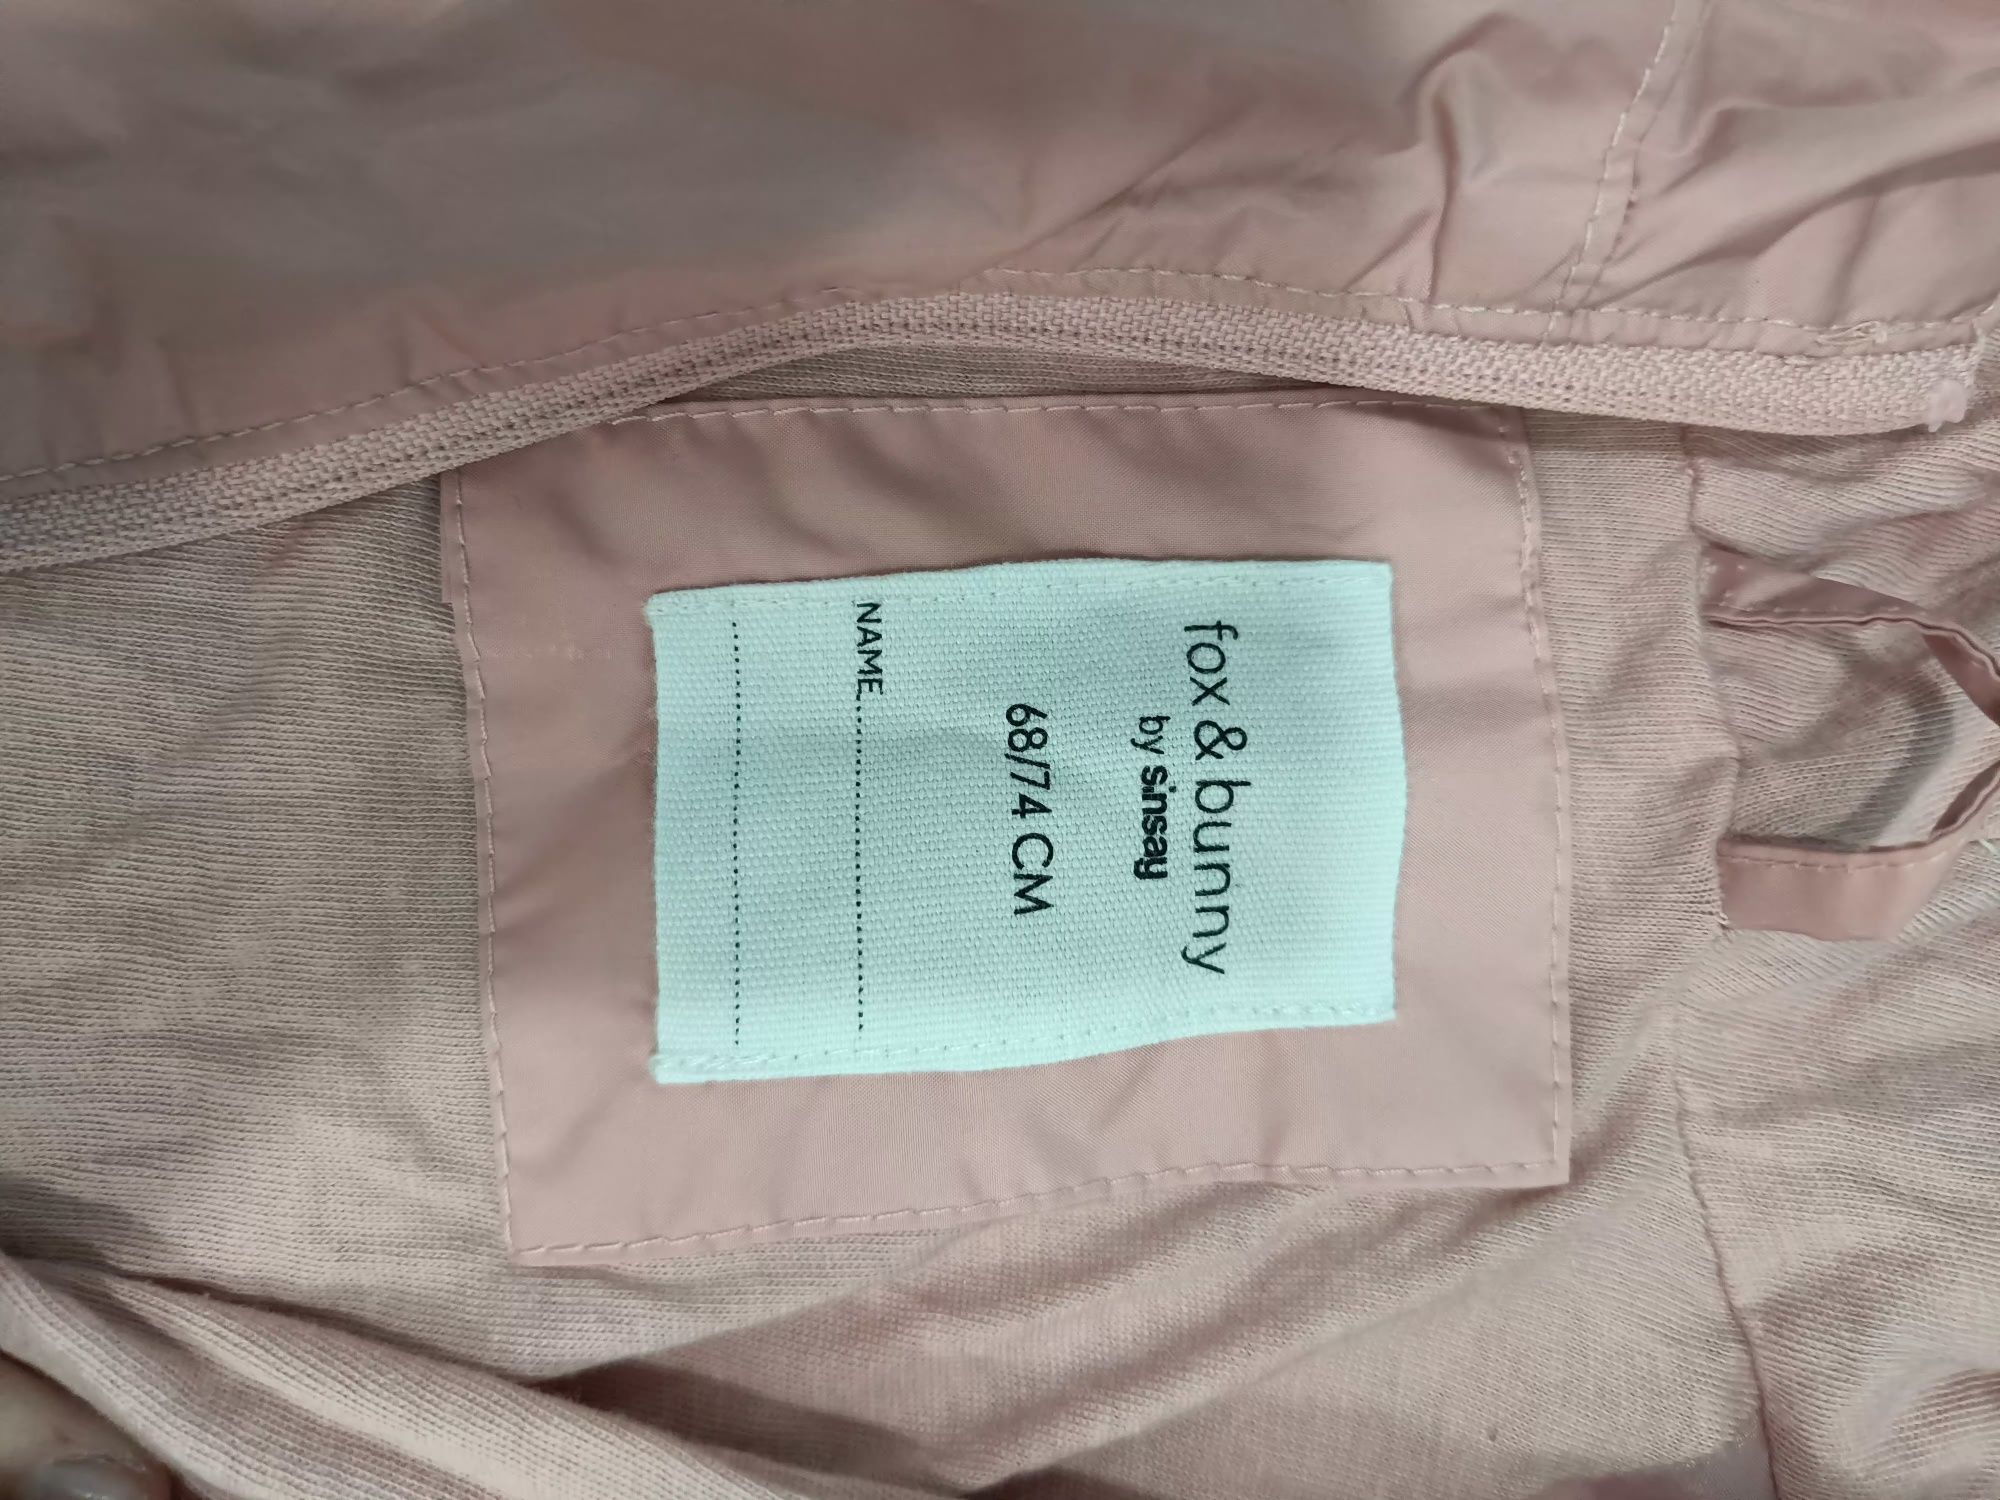 fox & bunny
by sinsay
68/74 CM
NAME..............................
..........................................